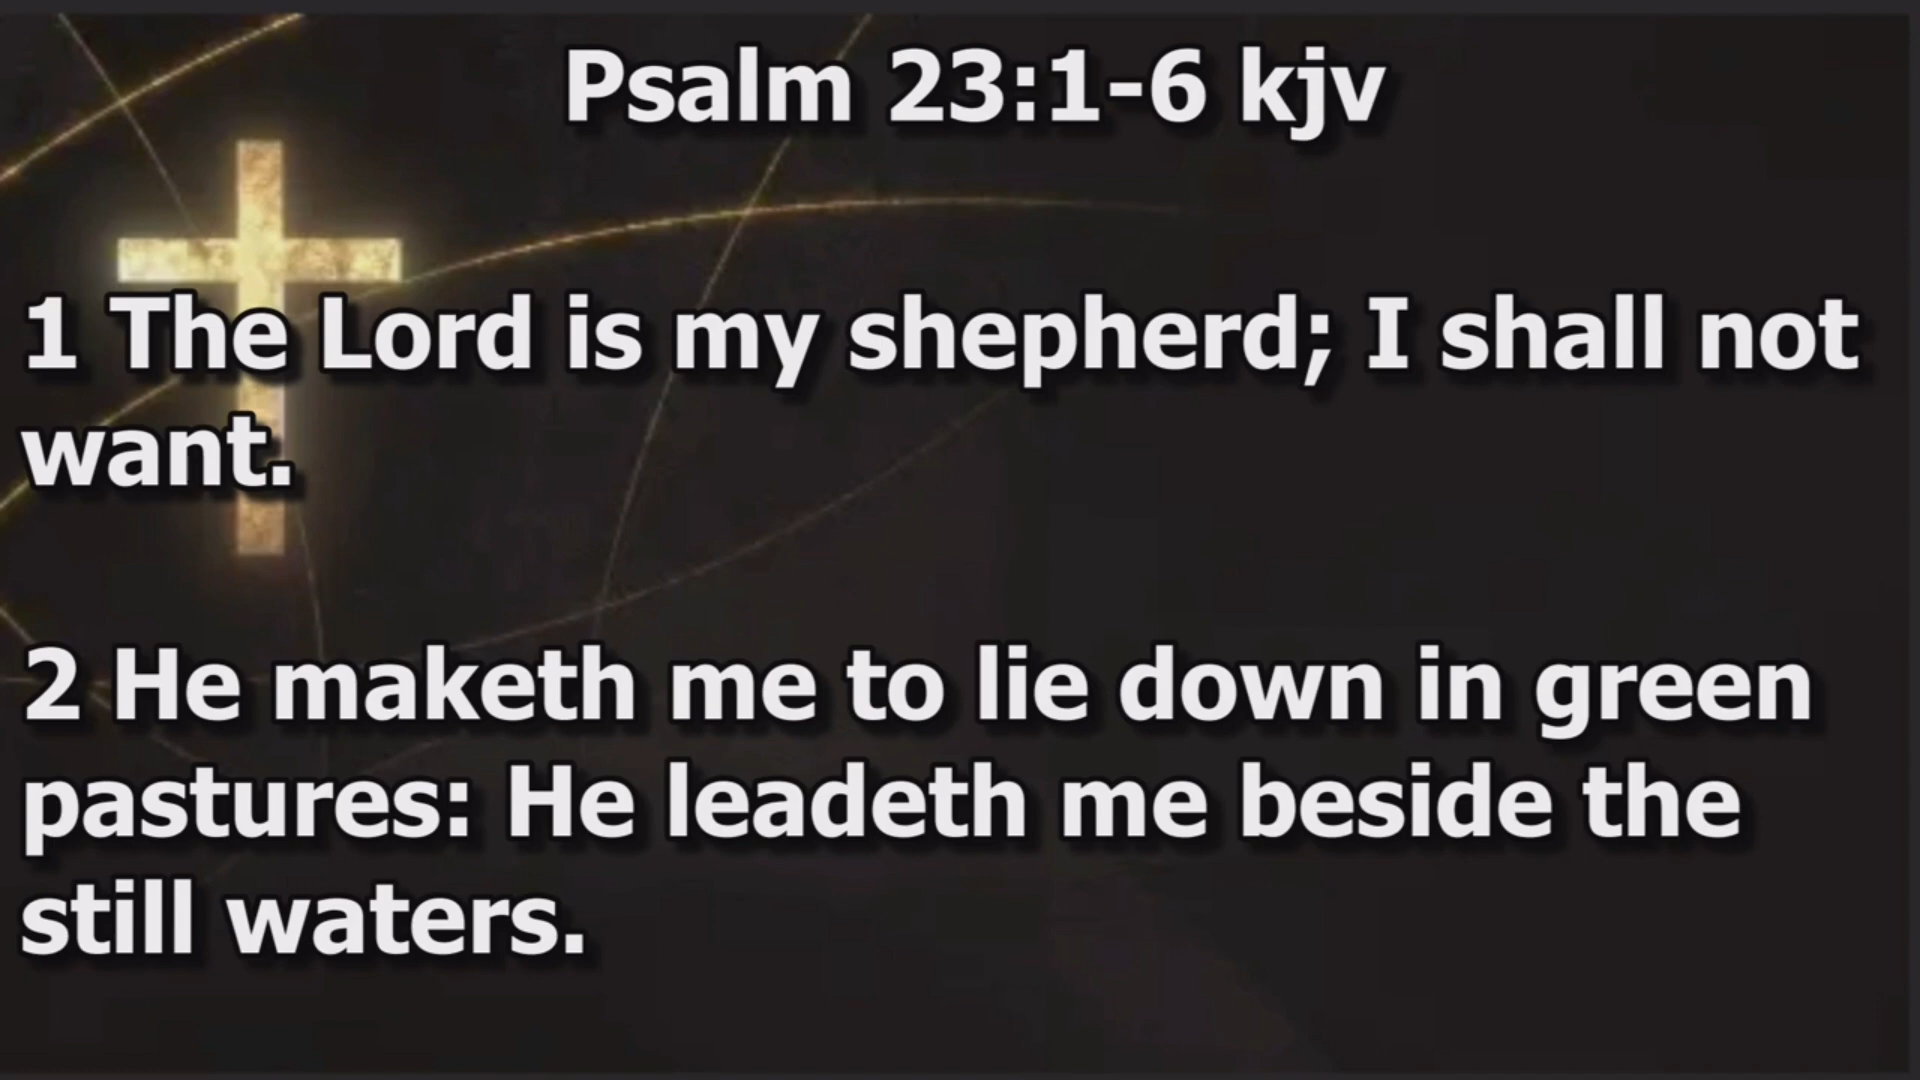 Psalm 23:1-6 kjv
1 The Lord is my shepherd; I shall not
want.
2 He maketh me to lie down in green
pastures: He leadeth me beside the
still waters.